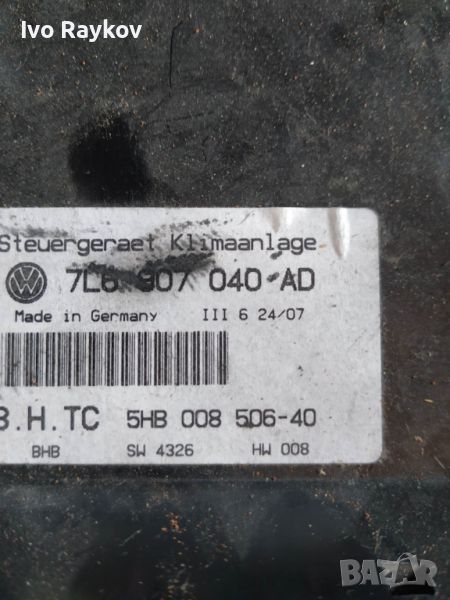 Ivo Raykov
Steuergeraet Klimaanlage
7L6 907 040 AD
Made in Germany III 6 24/07
B.H.TC 5HB 008 506-40
BHB SW 4326 HW 008
BAZAR